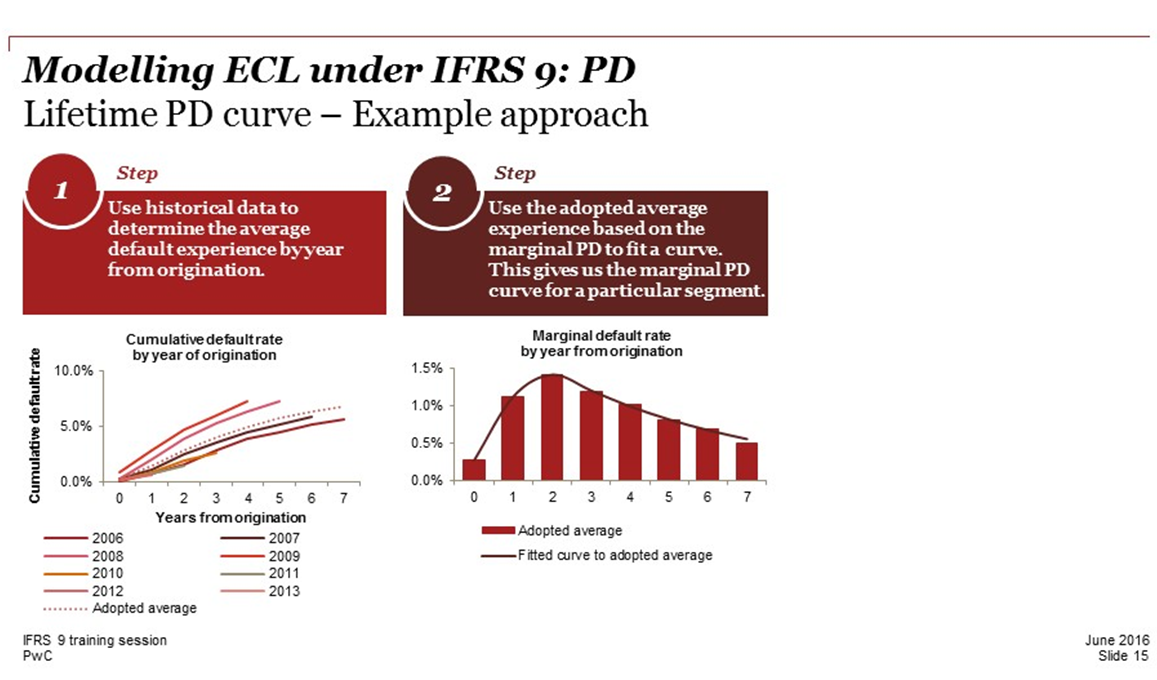 Modelling ECL under IFRS 9: PD
Lifetime PD curve – Example approach
1
Step
Use historical data to
determine the average
default experience by year
from origination.
2
Step
Use the adopted average
experience based on the
marginal PD to fit a curve.
This gives us the marginal PD
curve for a particular segment.
Cumulative default rate
by year of origination
Cumulative default rate
10.0%
5.0%
0.0%
0 1 2 3 4 5 6 7
Years from origination
2006 2007
2008 2009
2010 2011
2012 2013
Adopted average
Marginal default rate
by year from origination
1.5%
1.0%
0.5%
0.0%
0 1 2 3 4 5 6 7
Adopted average
Fitted curve to adopted average
IFRS 9 training session
PwC
June 2016
Slide 15